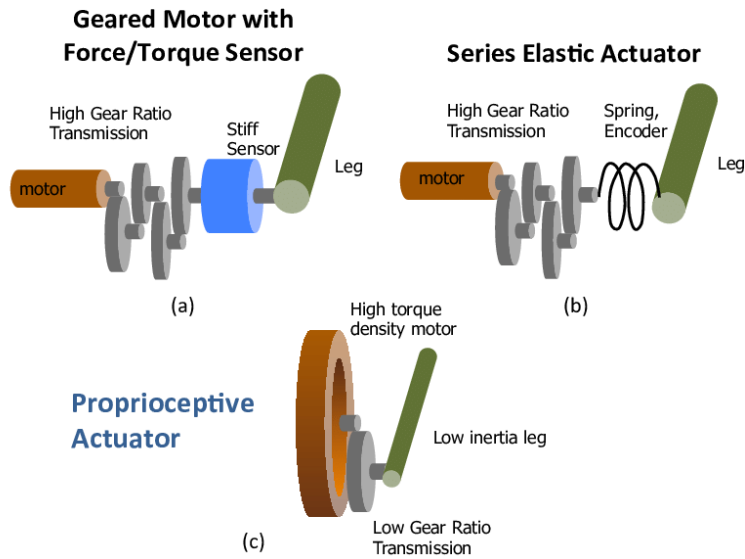 Geared Motor with
Force/Torque Sensor
High Gear Ratio
Transmission
Stiff
Sensor
motor
Leg
(a)
Series Elastic Actuator
High Gear Ratio
Transmission
Spring,
Encoder
motor
Leg
(b)
High torque
density motor
Proprioceptive
Actuator
Low inertia leg
Low Gear Ratio
Transmission
(c)